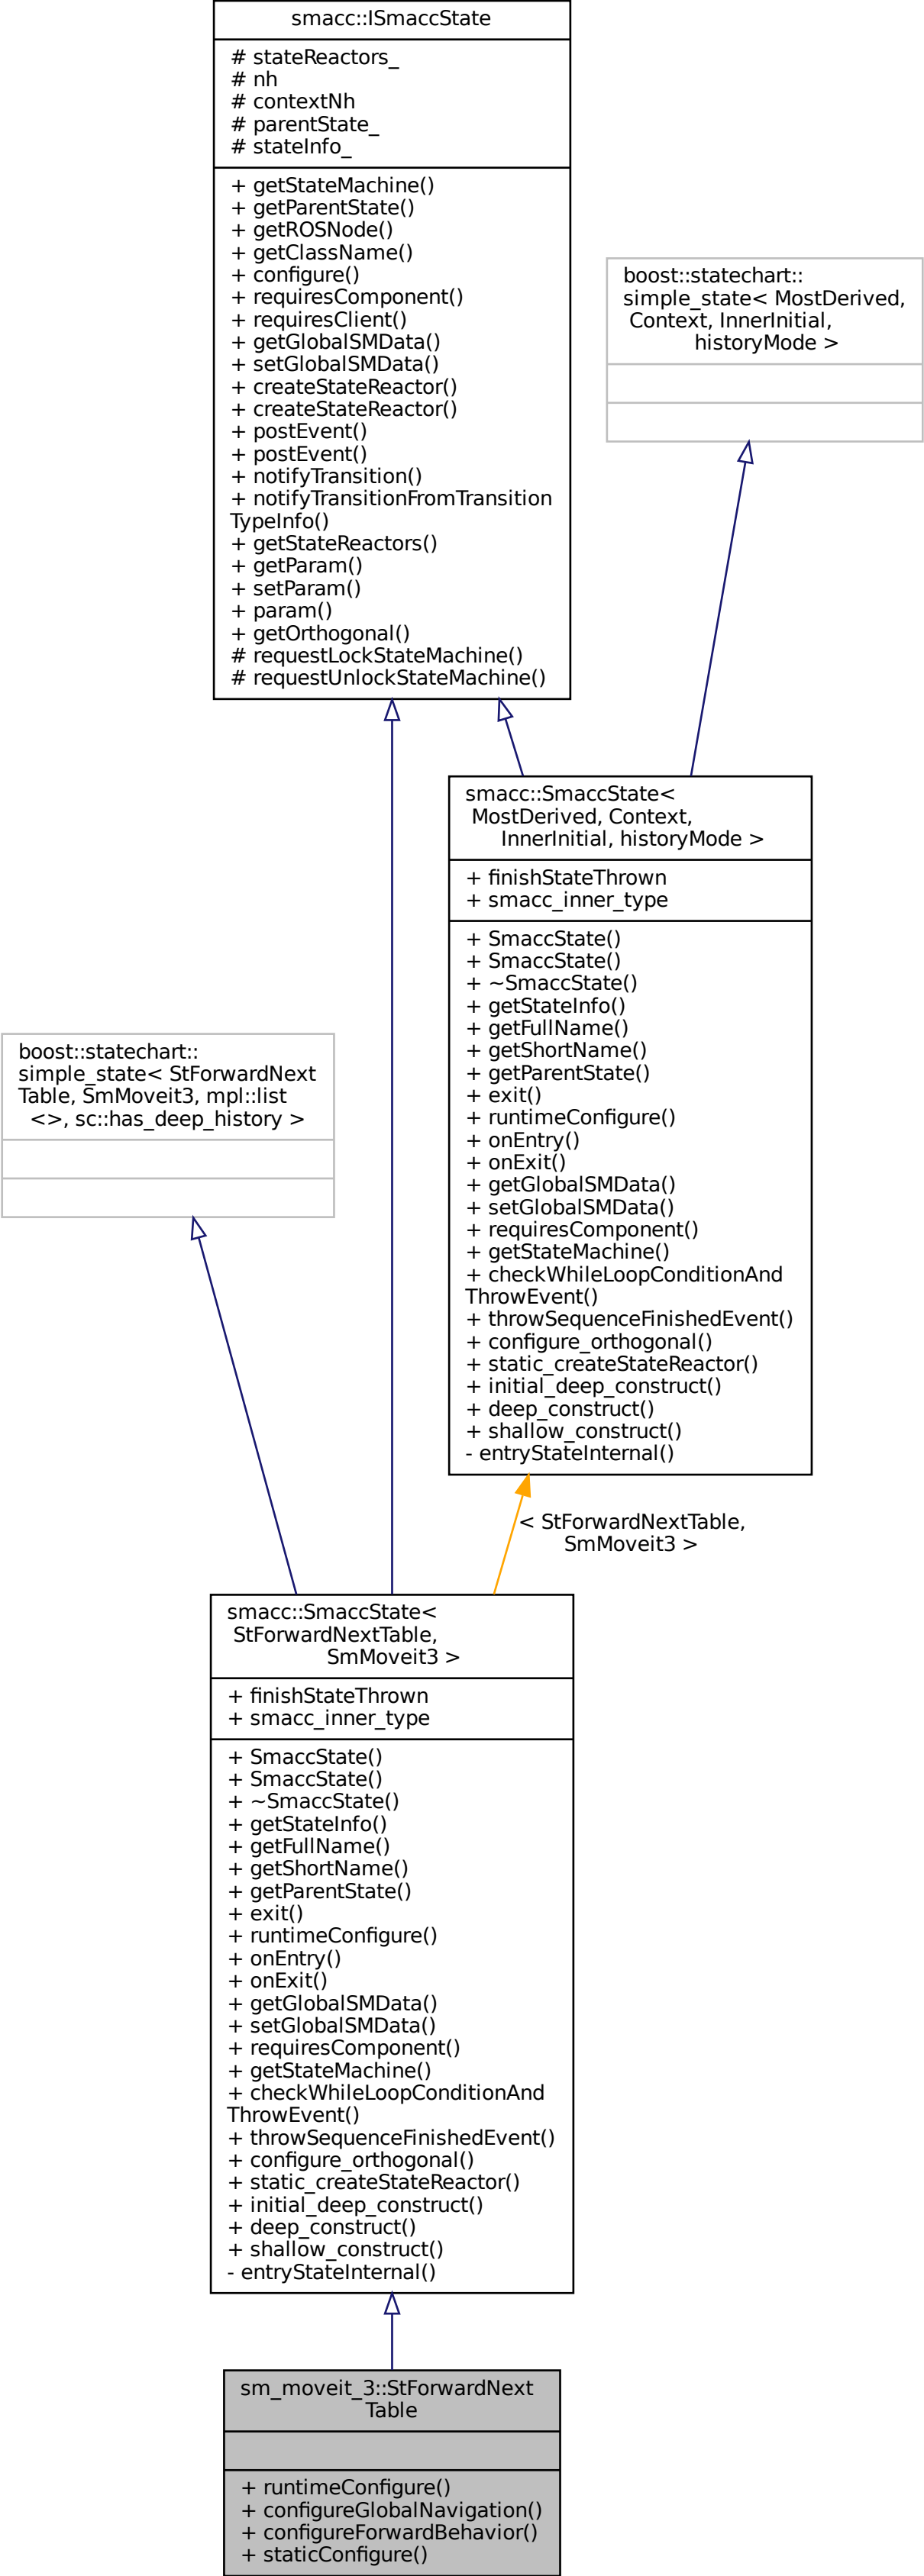 smacc::ISmaccState
# stateReactors_
# nh
# contextNh
# parentState_
# stateInfo_
+ getStateMachine()
+ getParentState()
+ getROSNode()
+ getClassName()
+ configure()
+ requiresComponent()
+ requiresClient()
+ getGlobalSMData()
+ setGlobalSMData()
+ createStateReactor()
+ createStateReactor()
+ postEvent()
+ postEvent()
+ notifyTransition()
+ notifyTransitionFromTransition
TypeInfo()
+ getStateReactors()
+ getParam()
+ setParam()
+ param()
+ getOrthogonal()
# requestLockStateMachine()
# requestUnlockStateMachine()
boost::statechart::
simple_state< MostDerived,
Context, InnerInitial,
historyMode >
smacc::SmaccState<
MostDerived, Context,
InnerInitial, historyMode >
+ finishStateThrown
+ smacc_inner_type
+ SmaccState()
+ SmaccState()
+ ~SmaccState()
+ getStateInfo()
+ getFullName()
+ getShortName()
+ getParentState()
+ exit()
+ runtimeConfigure()
+ onEntry()
+ onExit()
+ getGlobalSMData()
+ setGlobalSMData()
+ requiresComponent()
+ getStateMachine()
+ checkWhileLoopConditionAnd
ThrowEvent()
+ throwSequenceFinishedEvent()
+ configure_orthogonal()
+ static_createStateReactor()
+ initial_deep_construct()
+ deep_construct()
+ shallow_construct()
- entryStateInternal()
boost::statechart::
simple_state< StForwardNext
Table, SmMoveit3, mpl::list
<>, sc::has_deep_history >
< StForwardNextTable,
SmMoveit3 >
smacc::SmaccState<
StForwardNextTable,
SmMoveit3 >
+ finishStateThrown
+ smacc_inner_type
+ SmaccState()
+ SmaccState()
+ ~SmaccState()
+ getStateInfo()
+ getFullName()
+ getShortName()
+ getParentState()
+ exit()
+ runtimeConfigure()
+ onEntry()
+ onExit()
+ getGlobalSMData()
+ setGlobalSMData()
+ requiresComponent()
+ getStateMachine()
+ checkWhileLoopConditionAnd
ThrowEvent()
+ throwSequenceFinishedEvent()
+ configure_orthogonal()
+ static_createStateReactor()
+ initial_deep_construct()
+ deep_construct()
+ shallow_construct()
- entryStateInternal()
sm_moveit_3::StForwardNext
Table
+ runtimeConfigure()
+ configureGlobalNavigation()
+ configureForwardBehavior()
+ staticConfigure()